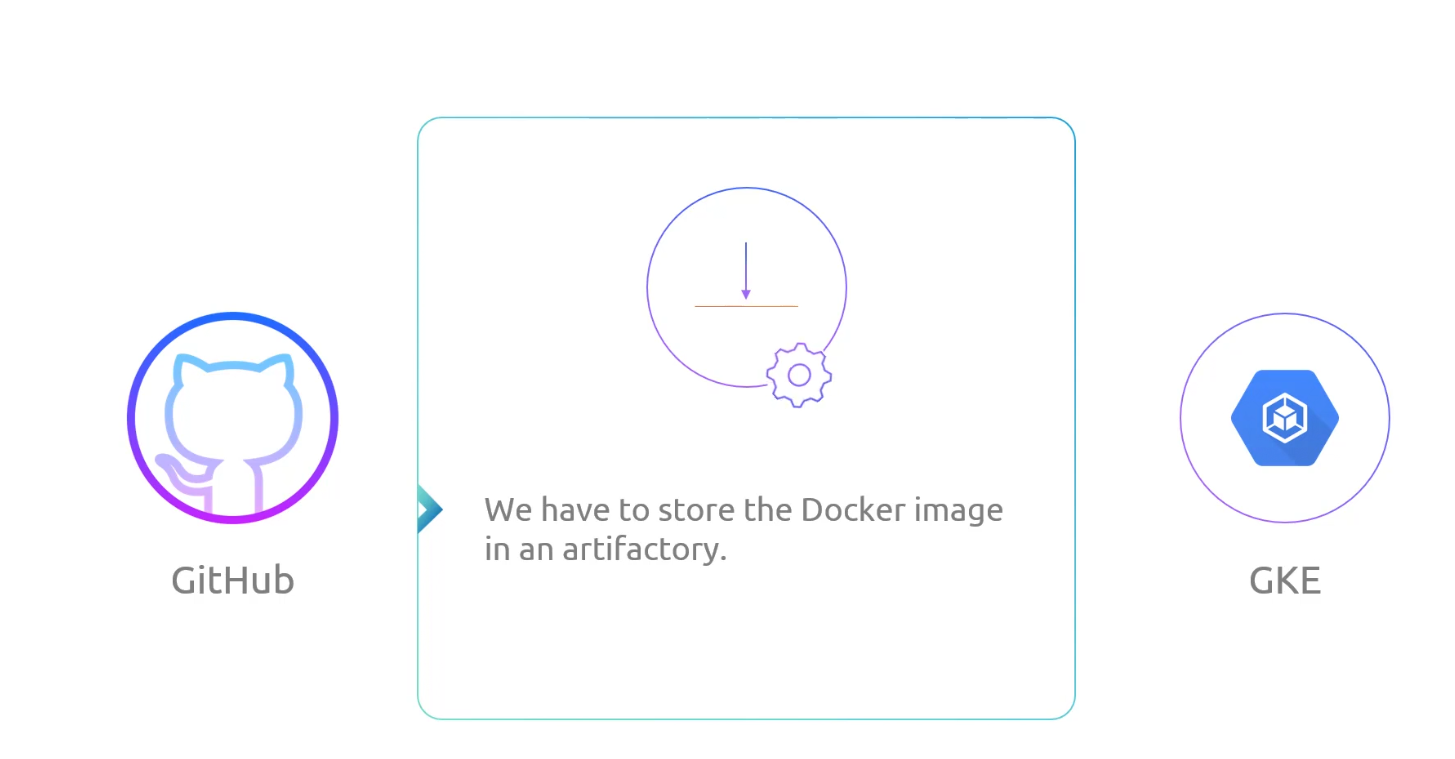 We have to store the Docker image
in an artifactory.
GitHub
GKE